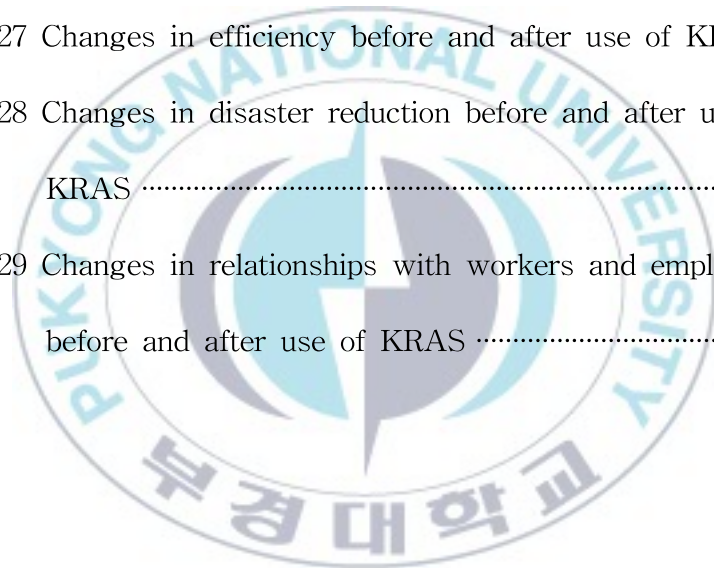 27 Changes in efficiency before and after use of
28 Changes in disaster reduction before and after
KRAS ························································
29 Changes in relationships with workers and
before and after use of KRAS ································
PUKYONG NATIONAL UNIVERSITY
부경대학교